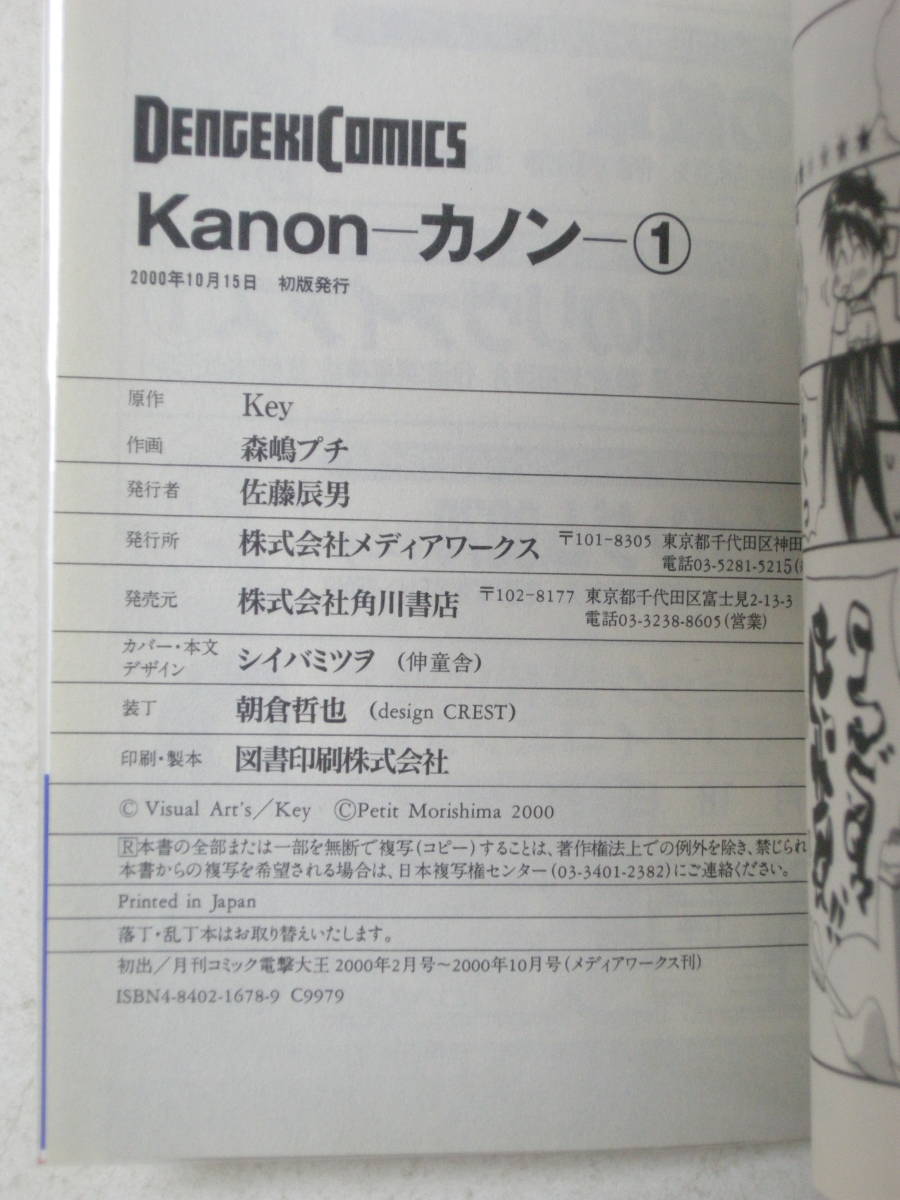 DENGEKI COMICS
Kanon―カノン―①
2000年10月15日 初版発行
原作 Key
作画 森嶋プチ
発行者 佐藤辰男
発行所 株式会社メディアワークス 〒101-8305 東京都千代田区神田
電話03-5281-5215(
発売元 株式会社角川書店 〒102-8177 東京都千代田区富士見2-13-3
電話03-3238-8605(営業)
カバー・本文
デザイン シイバミツヲ (伸童舎)
装丁 朝倉哲也 (design CREST)
印刷・製本 図書印刷株式会社
© Visual Art's/Key ©Petit Morishima 2000
Ⓡ本書の全部または一部を無断で複写(コピー)することは、著作権法上での例外を除き、禁じられ
本書からの複写を希望される場合は、日本複写権センター(03-3401-2382)にご連絡ください。
Printed in Japan
落丁・乱丁本はお取り替えいたします。
初出/月刊コミック電撃大王 2000年2月号～2000年10月号(メディアワークス刊)
ISBN4-8402-1678-9 C9979